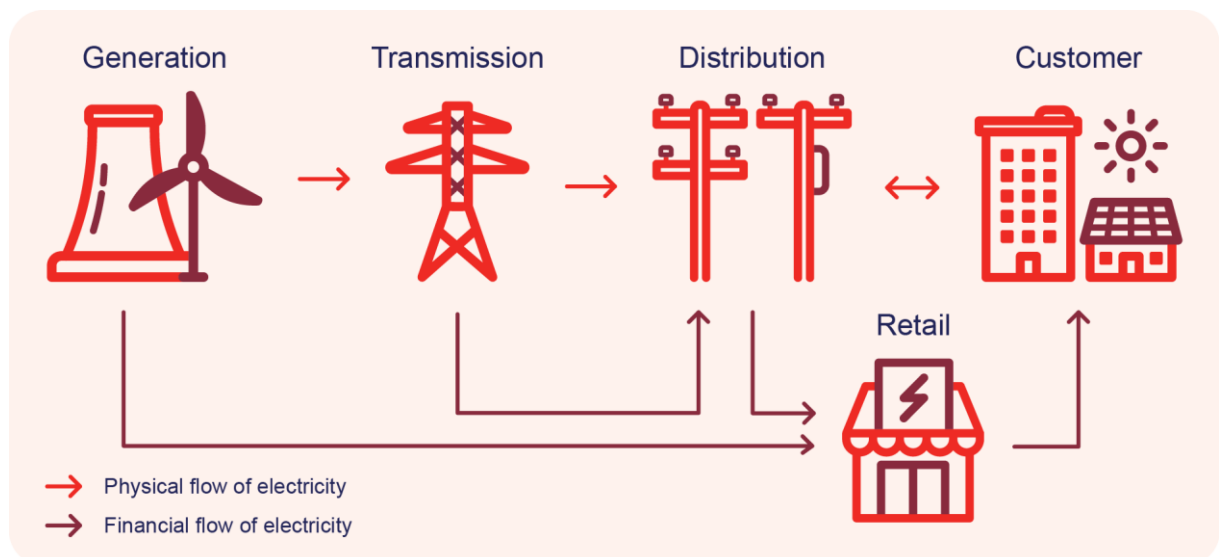 Generation
Transmission
Distribution
Customer
Retail
Physical flow of electricity
Financial flow of electricity